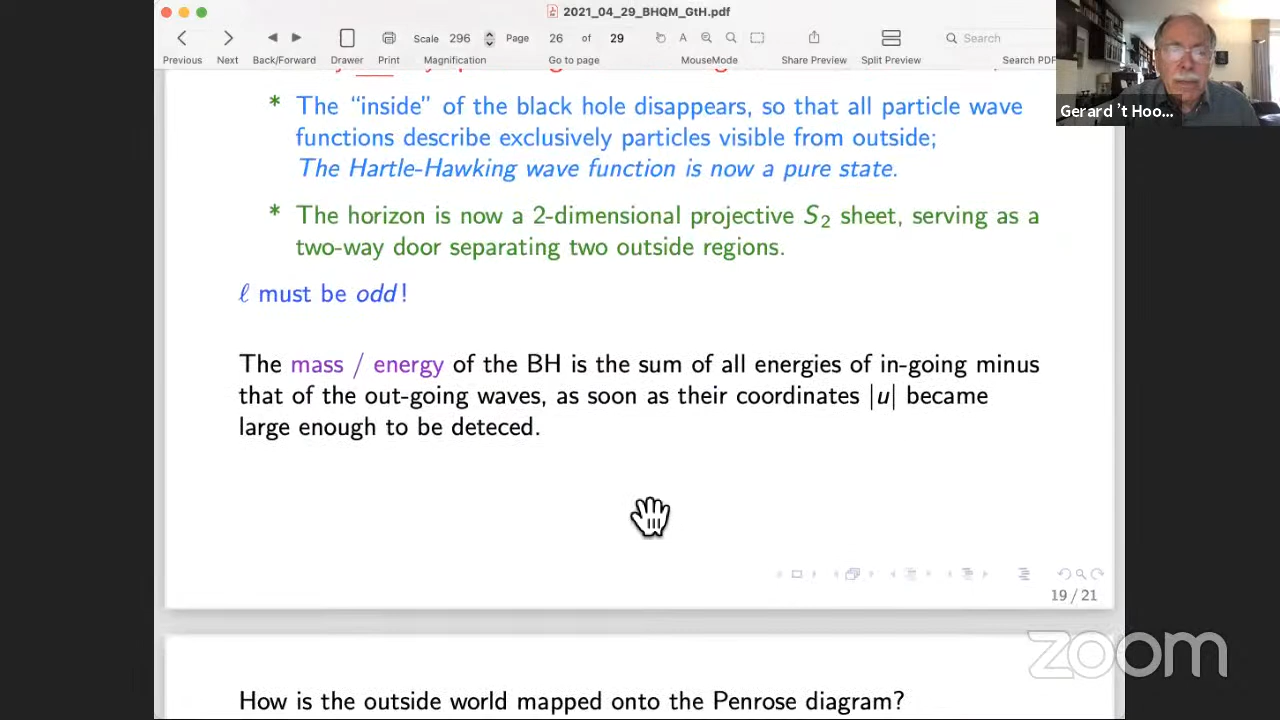 2021_04_29_BHQM_GtH.pdf
Scale 296 Page 26 of 29 A Search
Previous Next Back/Forward Drawer Print Magnification Go to page MouseMode Share Preview Split Preview Search PDF
Gerard 't Hoo...
* The “inside” of the black hole disappears, so that all particle wave
functions describe exclusively particles visible from outside;
The Hartle-Hawking wave function is now a pure state.
* The horizon is now a 2-dimensional projective S₂ sheet, serving as a
two-way door separating two outside regions.
ℓ must be odd!
The mass / energy of the BH is the sum of all energies of in-going minus
that of the out-going waves, as soon as their coordinates |u| became
large enough to be deteced.
19 / 21
zoom
How is the outside world mapped onto the Penrose diagram?